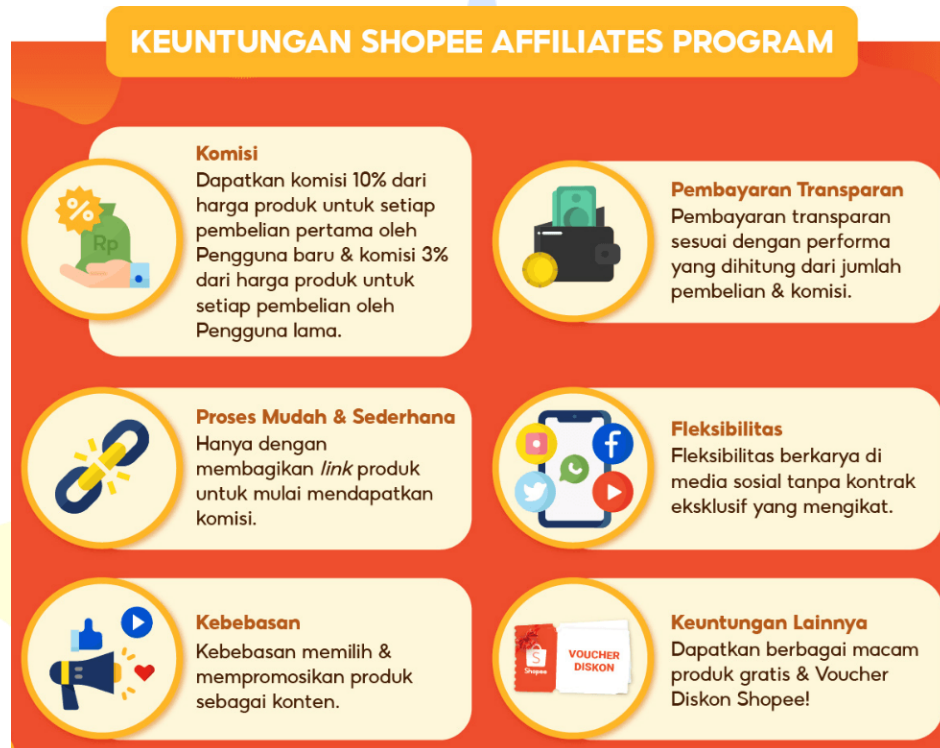 KEUNTUNGAN SHOPEE AFFILIATES PROGRAM
Komisi
Dapatkan komisi 10% dari
harga produk untuk setiap
pembelian pertama oleh
Pengguna baru & komisi 3%
dari harga produk untuk
setiap pembelian oleh
Pengguna lama.
Rp
Pembayaran Transparan
Pembayaran transparan
sesuai dengan performa
yang dihitung dari jumlah
pembelian & komisi.
Proses Mudah & Sederhana
Hanya dengan
membagikan link produk
untuk mulai mendapatkan
komisi.
Fleksibilitas
Fleksibilitas berkarya di
media sosial tanpa kontrak
eksklusif yang mengikat.
Kebebasan
Kebebasan memilih &
mempromosikan produk
sebagai konten.
Shopee
VOUCHER
DISKON
Keuntungan Lainnya
Dapatkan berbagai macam
produk gratis & Voucher
Diskon Shopee!